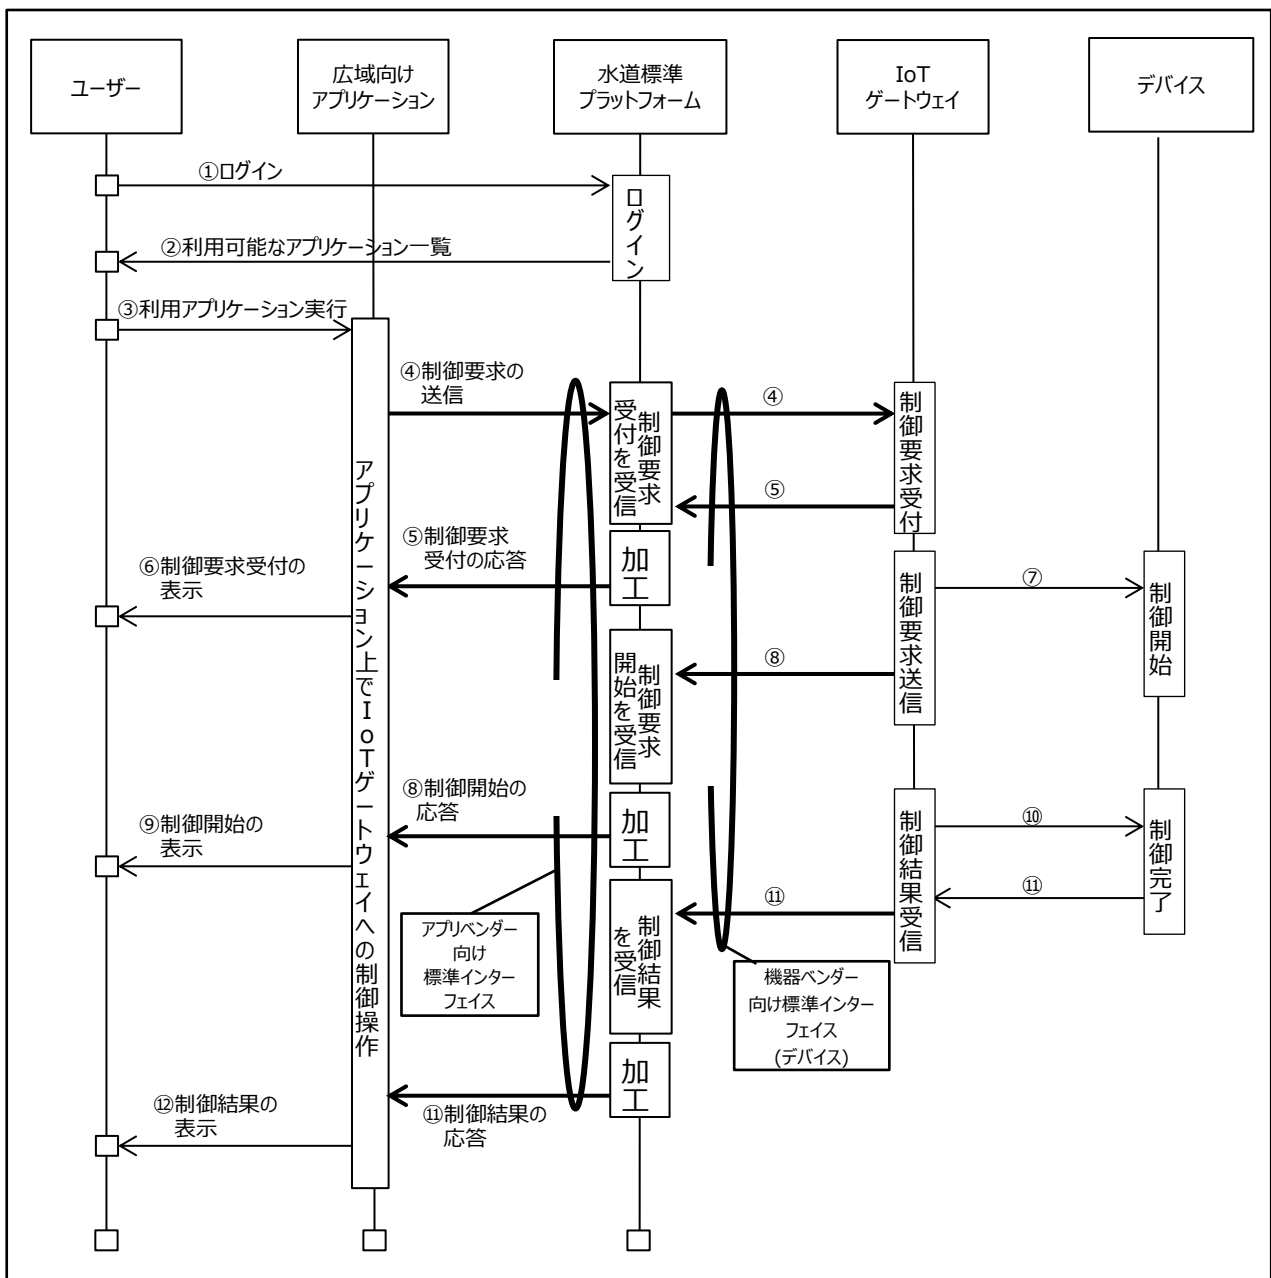 ユーザー
広域向け
アプリケーション
水道標準
プラットフォーム
IoT
ゲートウェイ
デバイス
①ログイン
ログイン
②利用可能なアプリケーション一覧
③利用アプリケーション実行
アプリケーション上でIoTゲートウェイへの制御操作
④制御要求の
送信
制御要求
受付を受信
④
制御要求受付
⑤
⑤制御要求
受付の応答
加工
⑥制御要求受付の
表示
制御要求送信
⑦
制御開始
制御要求
開始を受信
⑧
⑧制御開始の
応答
加工
⑨制御開始の
表示
制御結果受信
⑩
制御完了
⑪
制御結果
を受信
⑪
アプリベンダー
向け
標準インター
フェイス
機器ベンダー
向け標準インター
フェイス
(デバイス)
加工
⑪制御結果の
応答
⑫制御結果の
表示